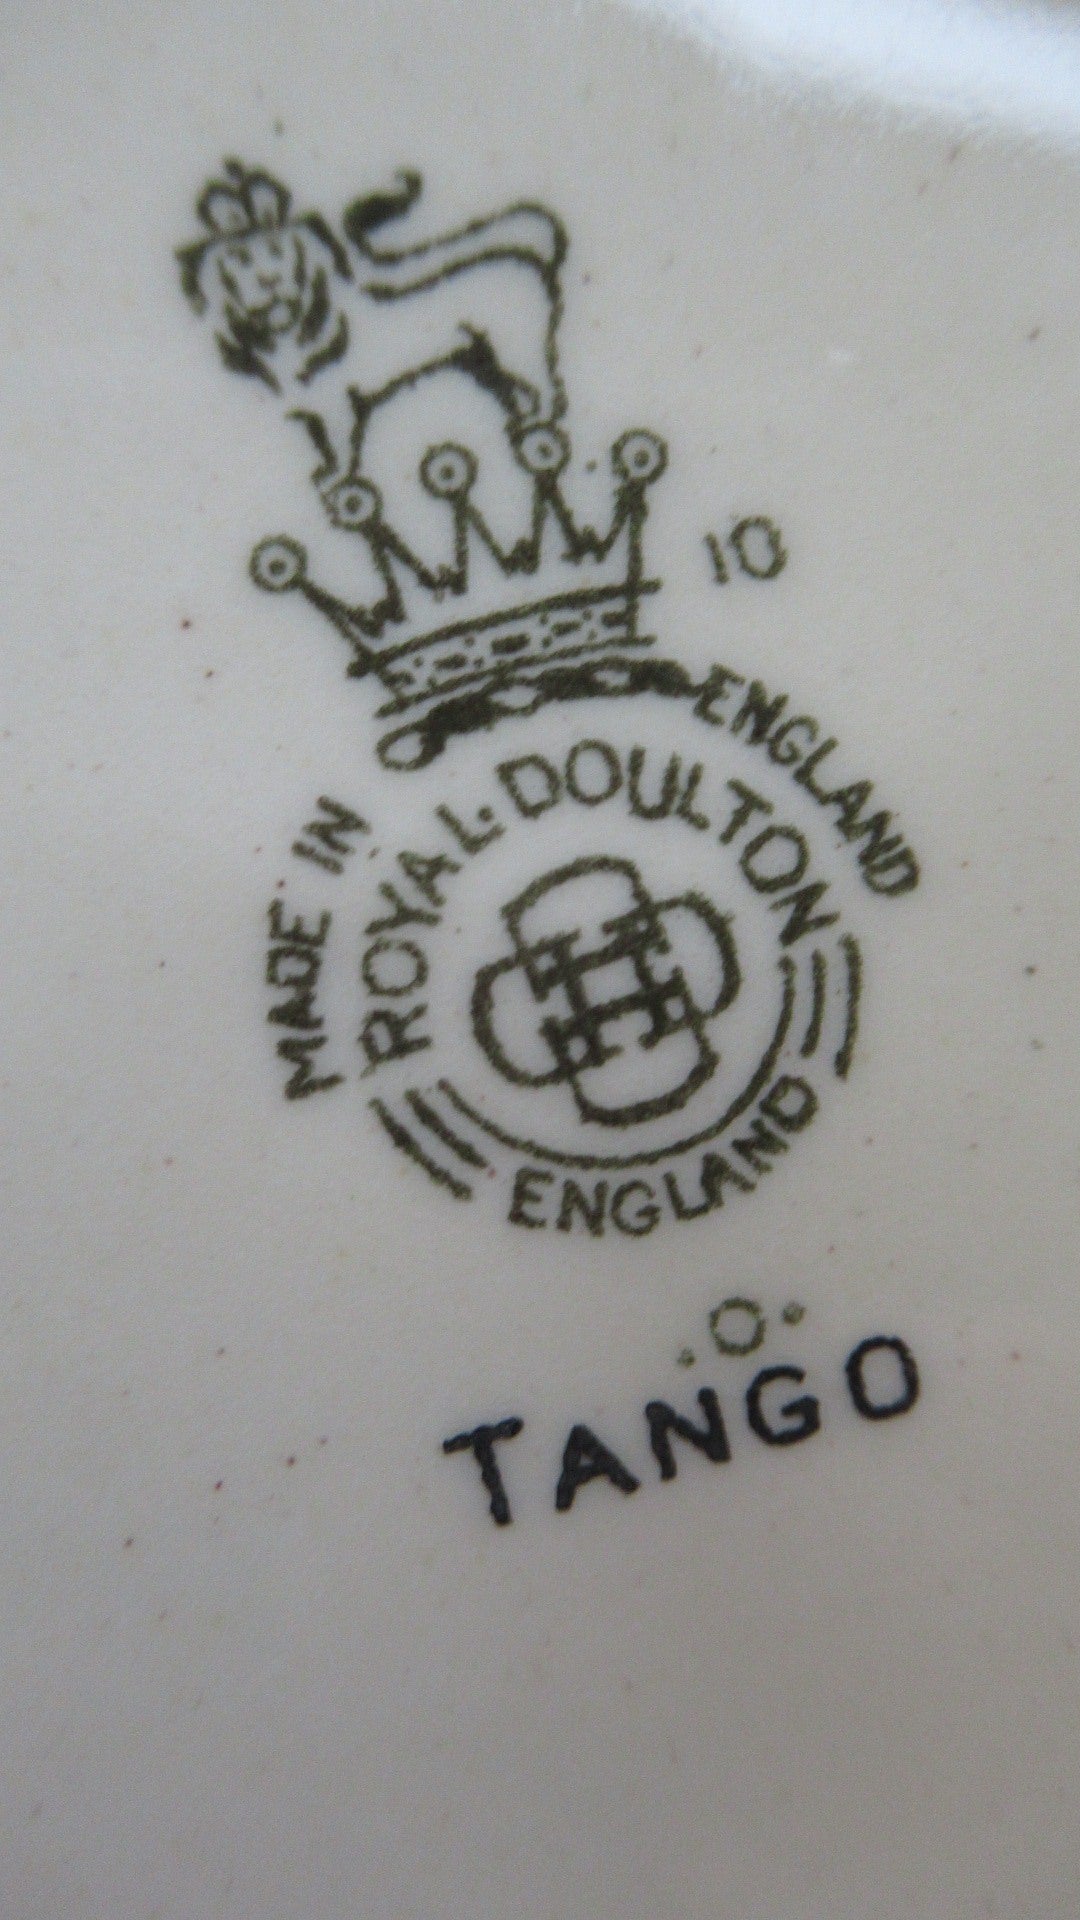 10
MADE IN ENGLAND
ROYAL·DOULTON
ENGLAND
.O.
TANGO